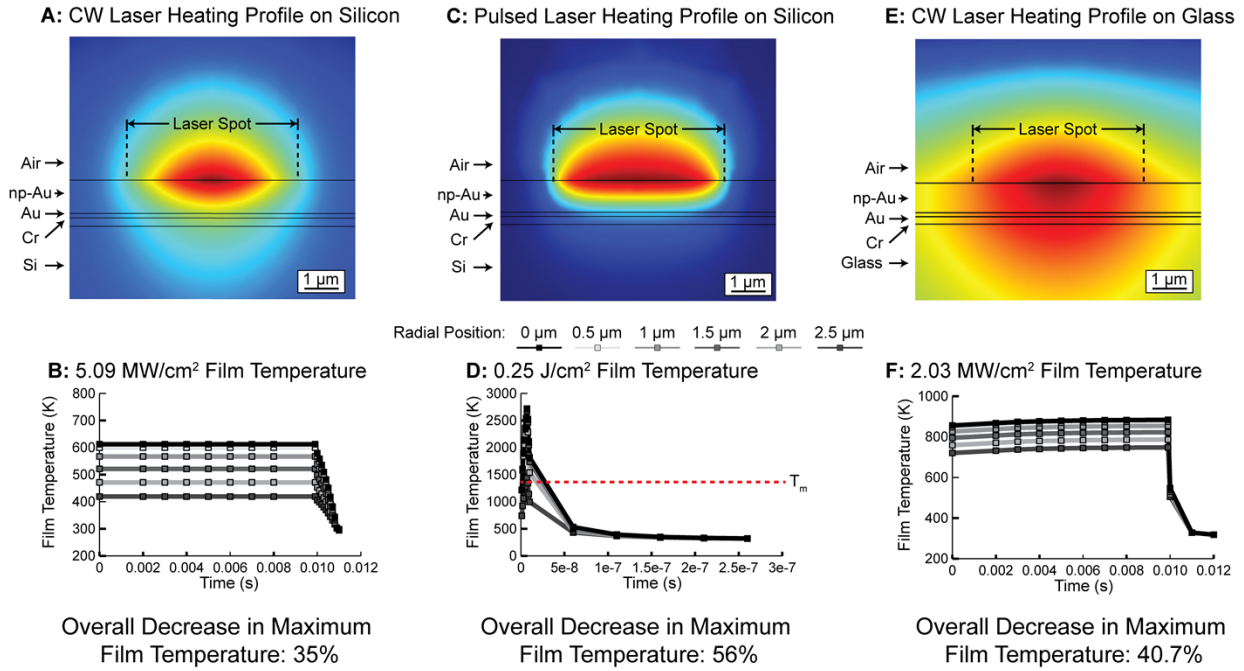 A: CW Laser Heating Profile on Silicon
Laser Spot
Air
np-Au
Au
Cr
Si
1 µm
C: Pulsed Laser Heating Profile on Silicon
Laser Spot
Air
np-Au
Au
Cr
Si
1 µm
E: CW Laser Heating Profile on Glass
Laser Spot
Air
np-Au
Au
Cr
Glass
1 µm
Radial Position: 0 µm 0.5 µm 1 µm 1.5 µm 2 µm 2.5 µm
B: 5.09 MW/cm² Film Temperature
Film Temperature (K)
800
700
600
500
400
300
200
0 0.002 0.004 0.006 0.008 0.010 0.012
Time (s)
Overall Decrease in Maximum
Film Temperature: 35%
D: 0.25 J/cm² Film Temperature
Film Temperature (K)
3000
2500
2000
1500
1000
500
0
Tm
0 5e-8 1e-7 1.5e-7 2e-7 2.5e-7 3e-7
Time (s)
Overall Decrease in Maximum
Film Temperature: 56%
F: 2.03 MW/cm² Film Temperature
Film Temperature (K)
1000
800
600
400
200
0 0.002 0.004 0.006 0.008 0.010 0.012
Time (s)
Overall Decrease in Maximum
Film Temperature: 40.7%